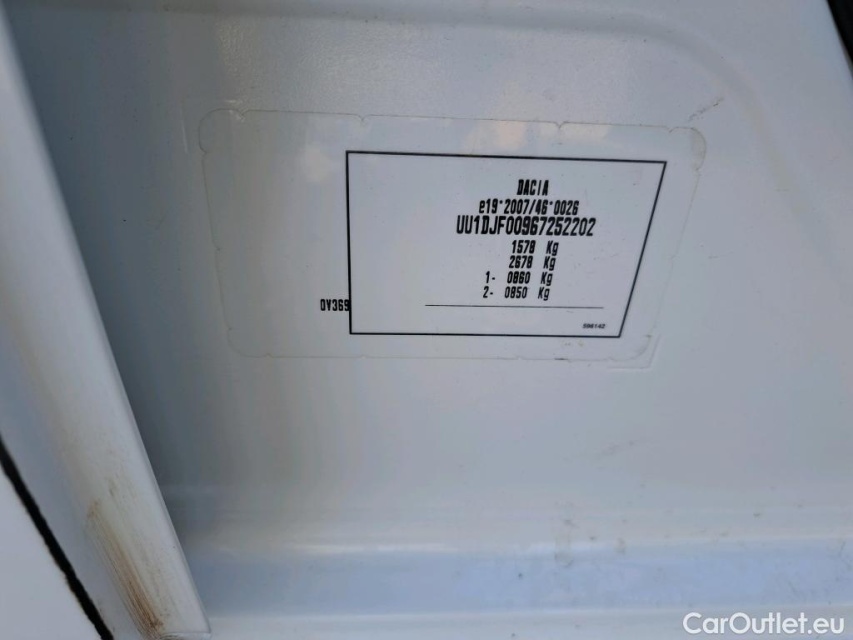 DACIA
e19*2007/46*0026
UU1DJF00967252202
1578 Kg
2678 Kg
1- 0860 Kg
2- 0850 Kg
DV369
CarOutlet.eu